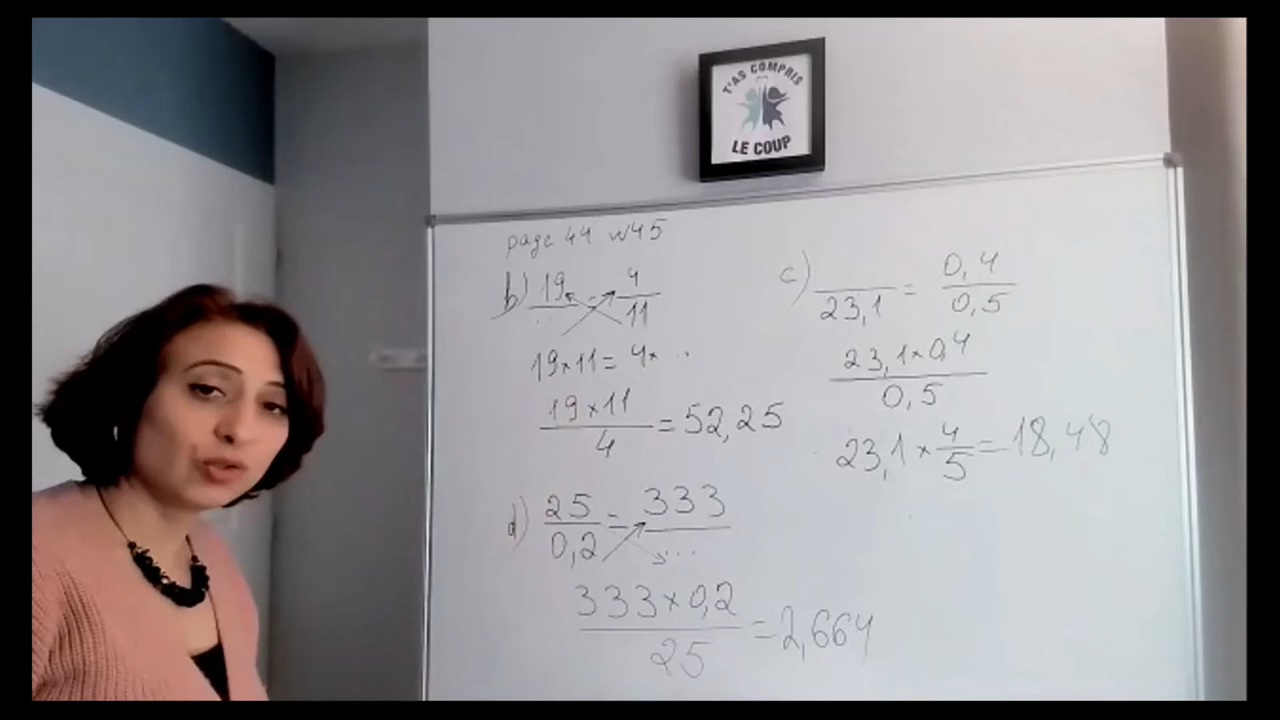 T'AS COMPRIS
LE COUP
page 44 n45
b) 19/... = 4/11
19×11= 4× ..
19×11/4 = 52,25
c) /23,1 = 0,4/0,5
23,1×0,4/0,5
23,1 × 4/5 = 18,48
d) 25/0,2 = 333/...
333×0,2/25 = 2,664